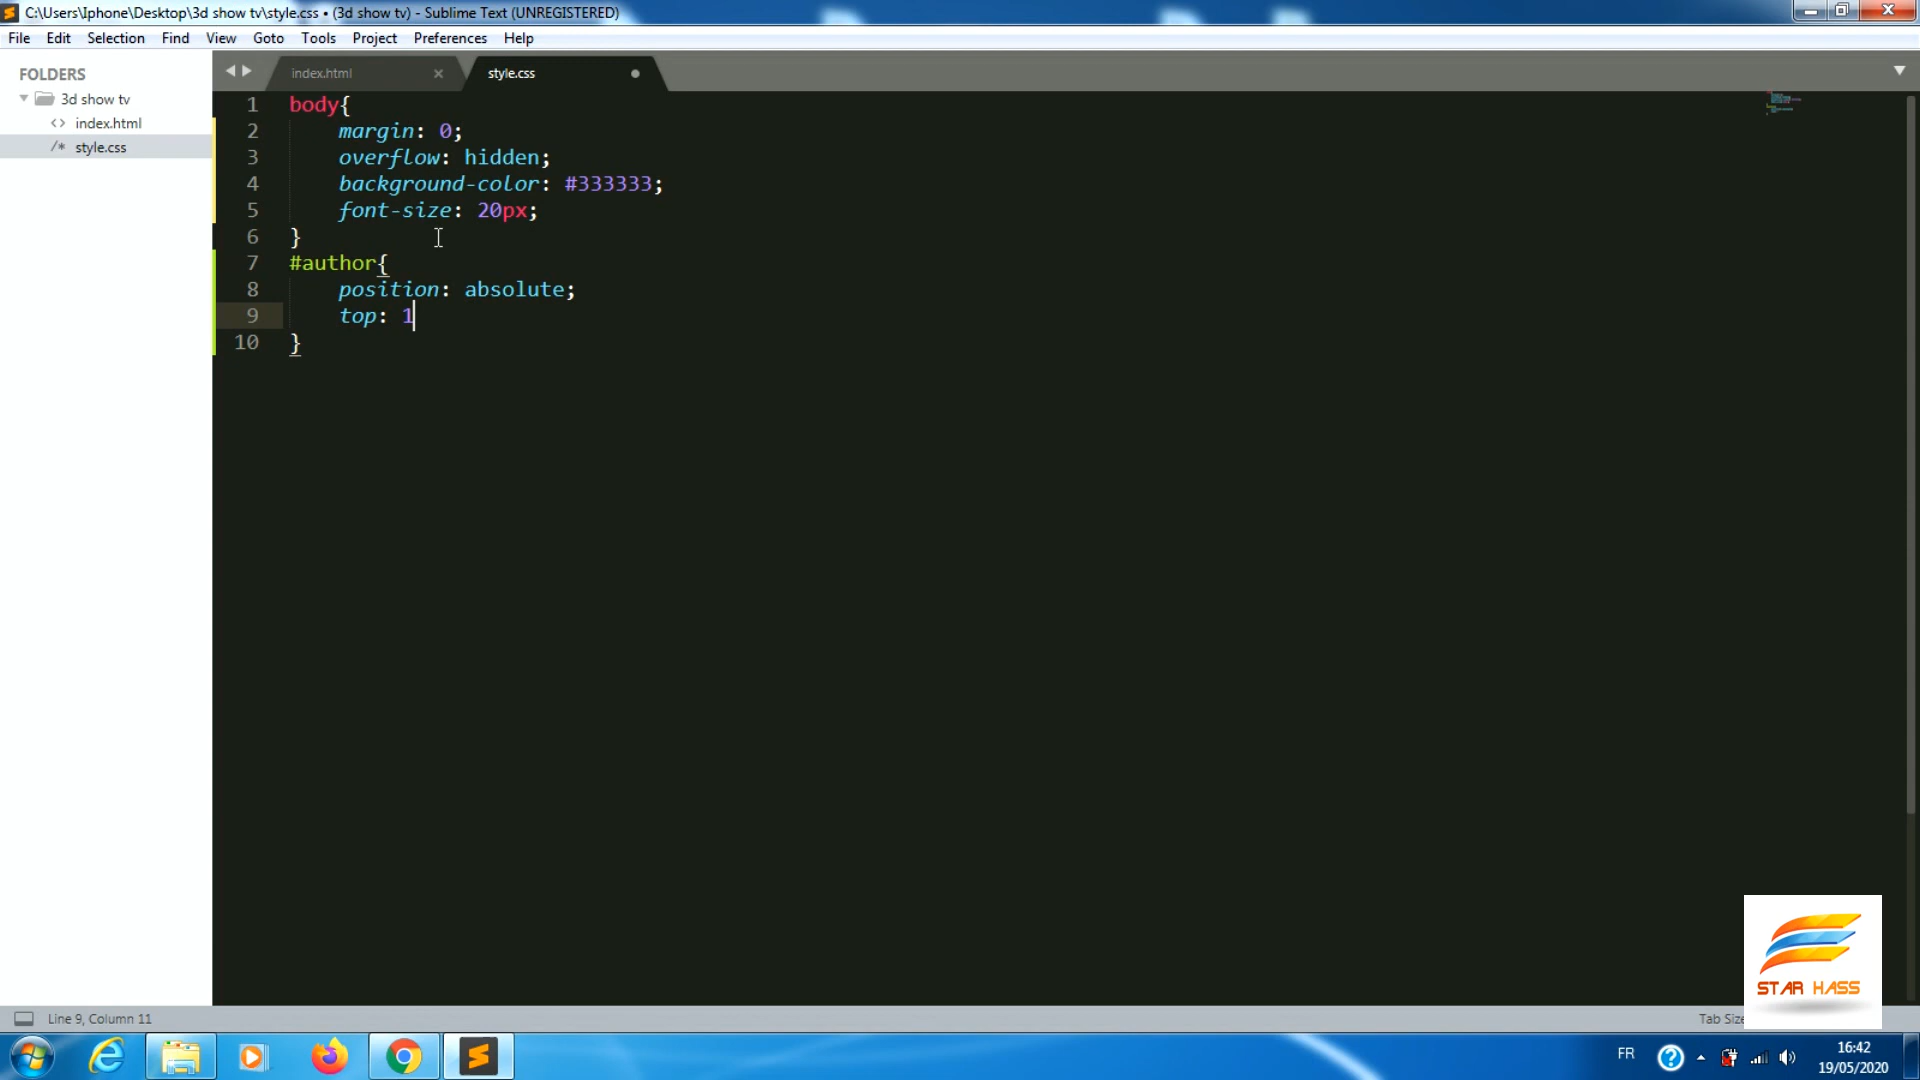 C:\Users\Iphone\Desktop\3d show tv\style.css • (3d show tv) - Sublime Text (UNREGISTERED)
File Edit Selection Find View Goto Tools Project Preferences Help
FOLDERS
3d show tv
<> index.html
/* style.css
index.html
style.css
1 body{
2 margin: 0;
3 overflow: hidden;
4 background-color: #333333;
5 font-size: 20px;
6 }
7 #author{
8 position: absolute;
9 top: 1
10 }
STAR HASS
Line 9, Column 11
Tab Size
FR
16:42
19/05/2020